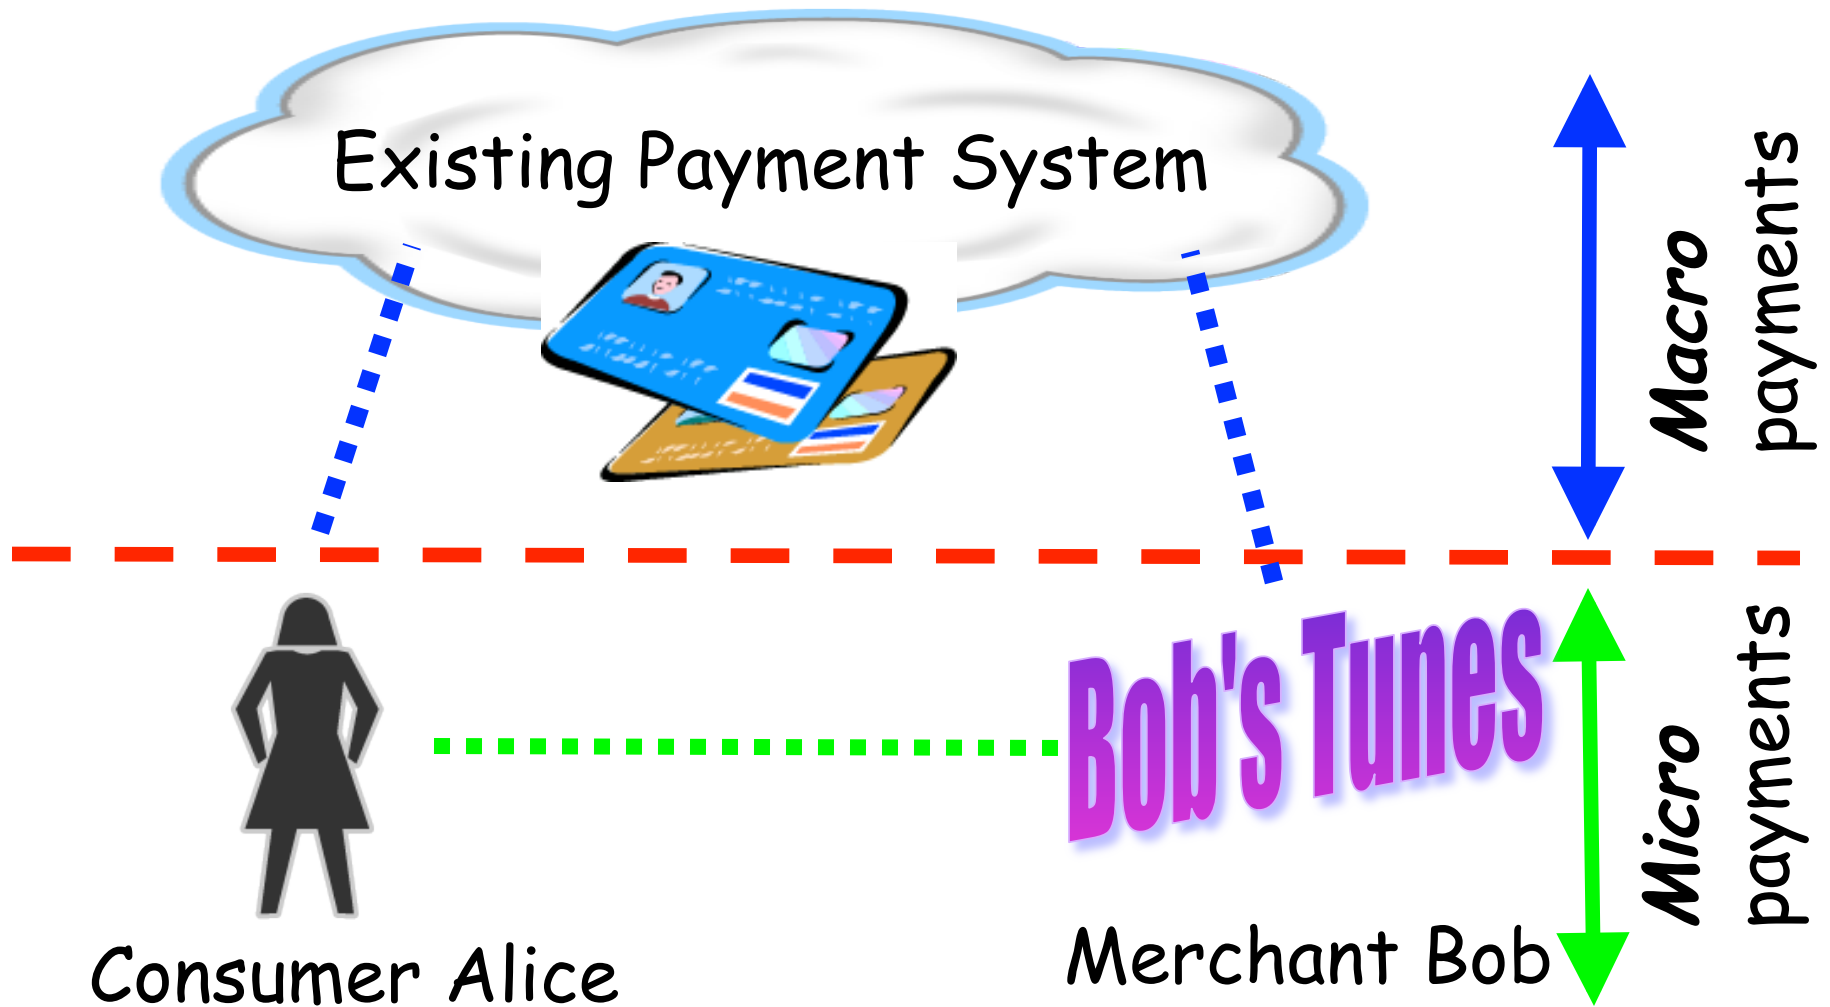 Existing Payment System
Macro
payments
Bob's Tunes
Micro
payments
Consumer Alice
Merchant Bob